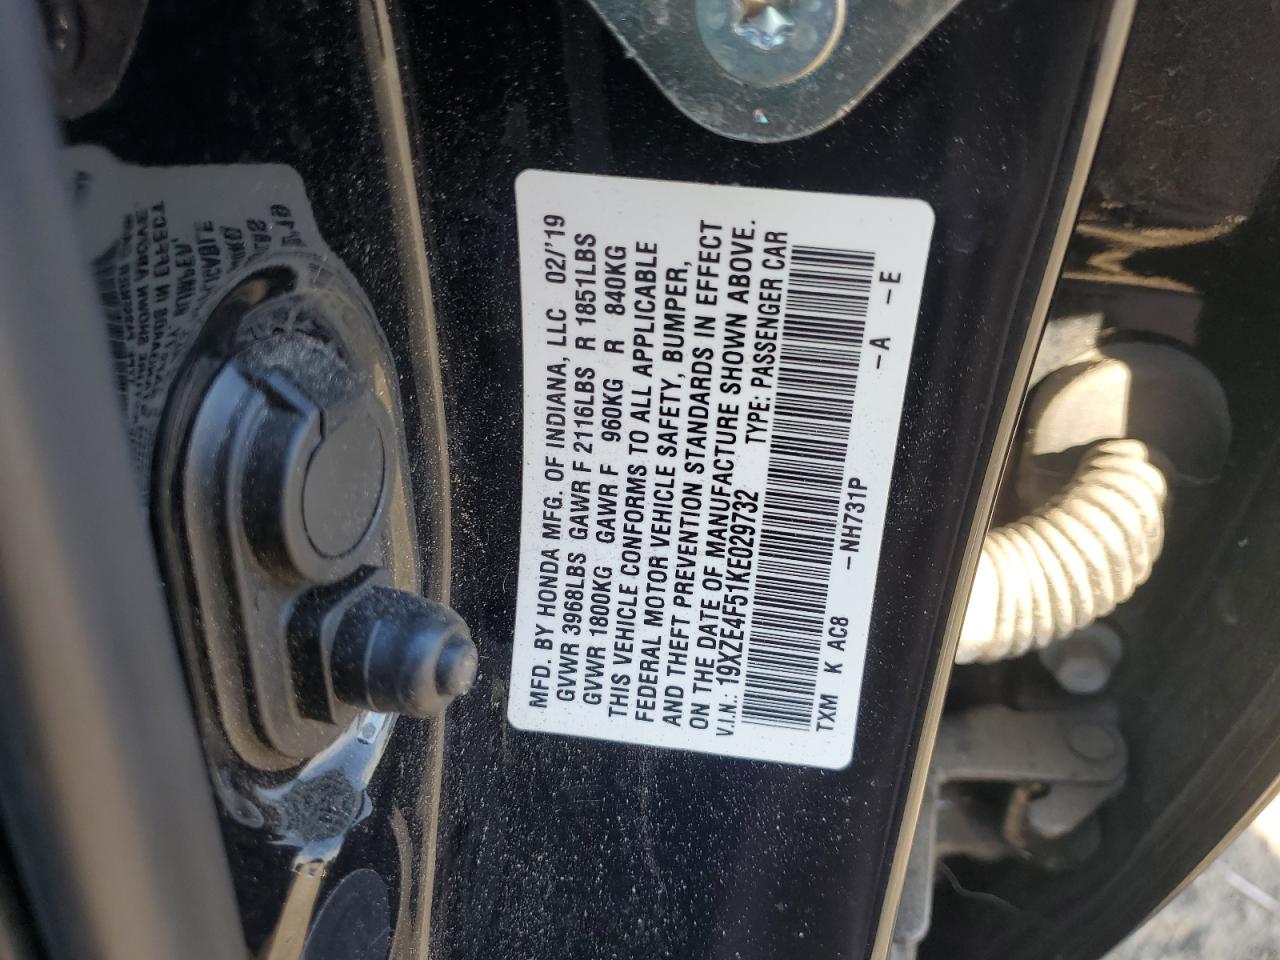 MFD. BY HONDA MFG. OF INDIANA, LLC 02/'19
GVWR 3968LBS GAWR F 2116LBS R 1851LBS
GVWR 1800KG GAWR F 960KG R 840KG
THIS VEHICLE CONFORMS TO ALL APPLICABLE
FEDERAL MOTOR VEHICLE SAFETY, BUMPER,
AND THEFT PREVENTION STANDARDS IN EFFECT
ON THE DATE OF MANUFACTURE SHOWN ABOVE.
V.I.N.: 19XZE4F51KE029732 TYPE: PASSENGER CAR
TXM K AC8 -NH731P -A -E